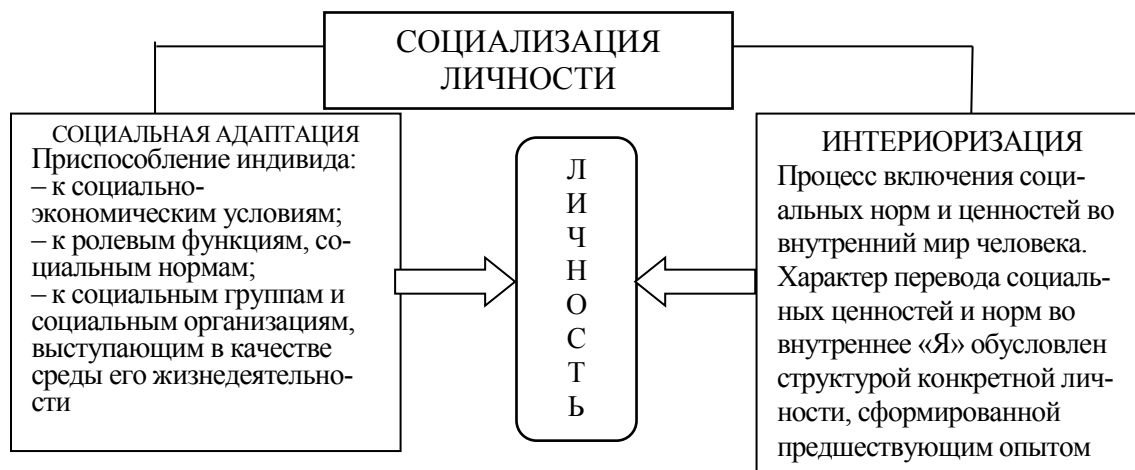 СОЦИАЛИЗАЦИЯ
ЛИЧНОСТИ
СОЦИАЛЬНАЯ АДАПТАЦИЯ
Приспособление индивида:
– к социально-
экономическим условиям;
– к ролевым функциям, со-
циальным нормам;
– к социальным группам и
социальным организациям,
выступающим в качестве
среды его жизнедеятельно-
сти
Л
И
Ч
Н
О
С
Т
Ь
ИНТЕРИОРИЗАЦИЯ
Процесс включения соци-
альных норм и ценностей во
внутренний мир человека.
Характер перевода социаль-
ных ценностей и норм во
внутреннее «Я» обусловлен
структурой конкретной лич-
ности, сформированной
предшествующим опытом